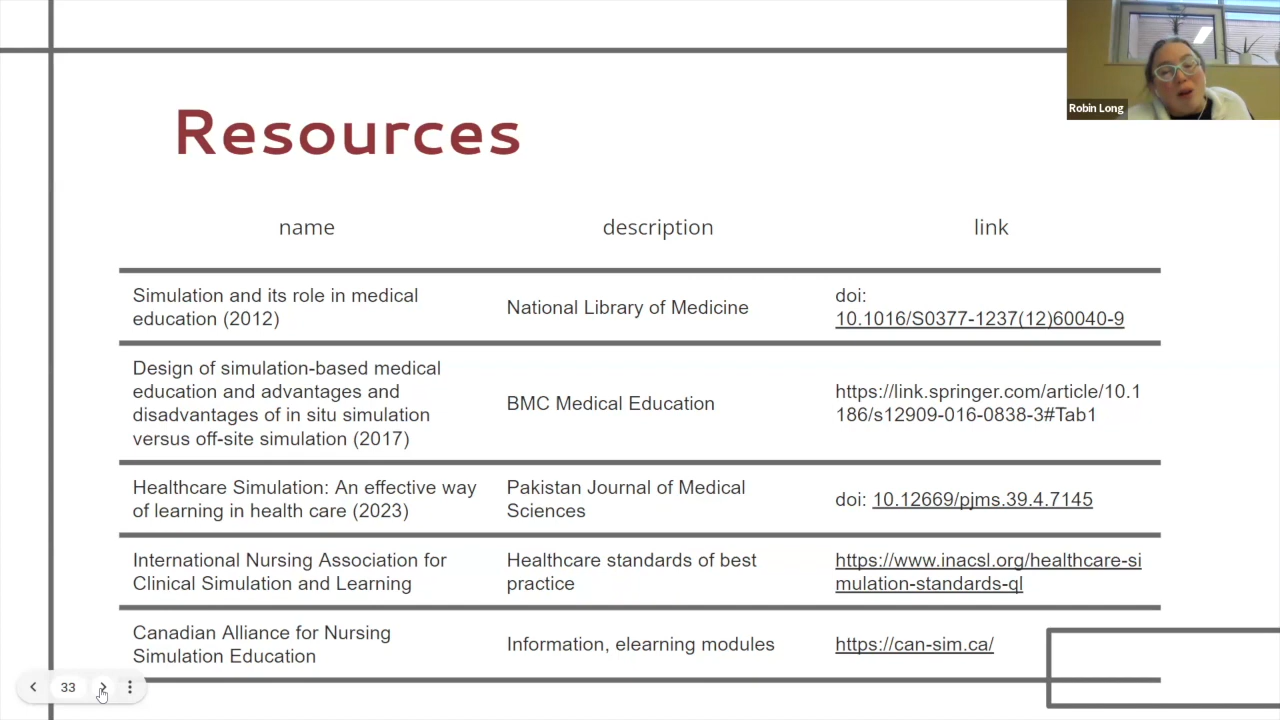 Robin Long
Resources
name
description
link
Simulation and its role in medical
education (2012)
National Library of Medicine
doi:
10.1016/S0377-1237(12)60040-9
Design of simulation-based medical
education and advantages and
disadvantages of in situ simulation
versus off-site simulation (2017)
BMC Medical Education
https://link.springer.com/article/10.1
186/s12909-016-0838-3#Tab1
Healthcare Simulation: An effective way
of learning in health care (2023)
Pakistan Journal of Medical
Sciences
doi: 10.12669/pjms.39.4.7145
International Nursing Association for
Clinical Simulation and Learning
Healthcare standards of best
practice
https://www.inacsl.org/healthcare-si
mulation-standards-ql
Canadian Alliance for Nursing
Simulation Education
Information, elearning modules
https://can-sim.ca/
33